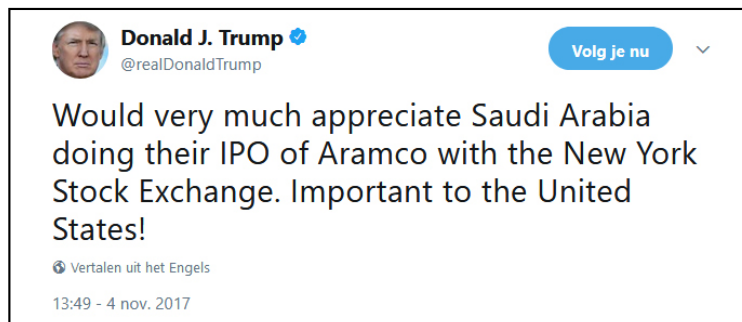 Donald J. Trump
@realDonaldTrump
Volg je nu
Would very much appreciate Saudi Arabia
doing their IPO of Aramco with the New York
Stock Exchange. Important to the United
States!
Vertalen uit het Engels
13:49 - 4 nov. 2017